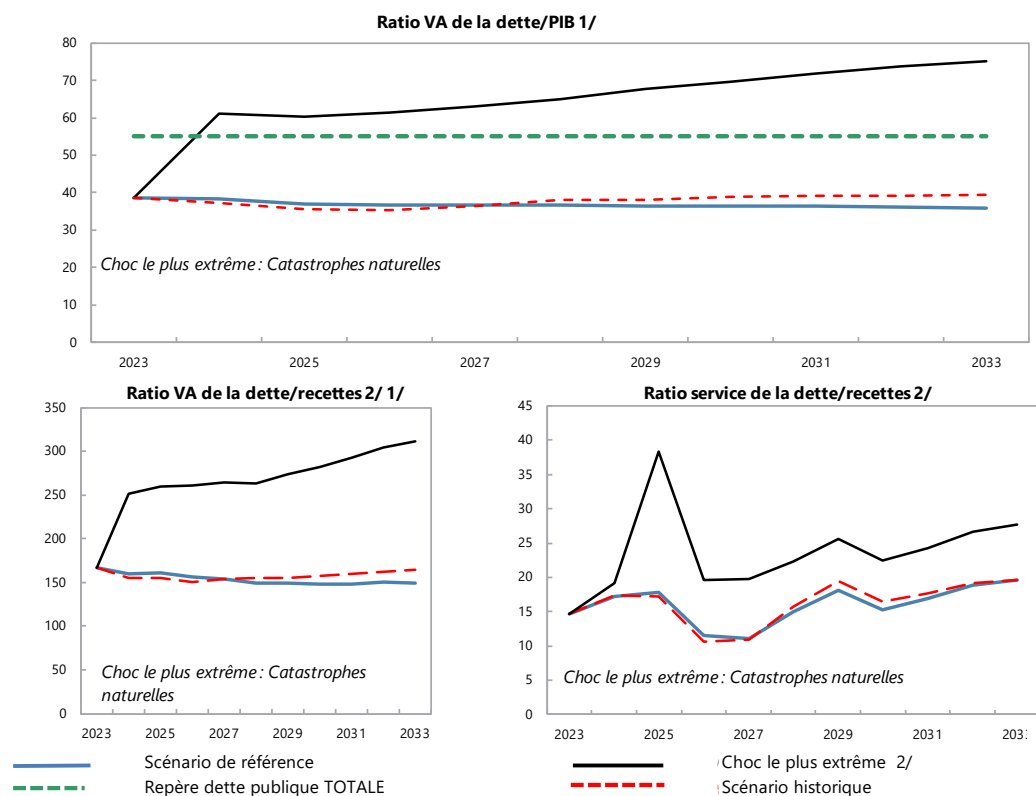 Ratio VA de la dette/PIB 1/
80
70
60
50
40
30
20
10
0
Choc le plus extrême : Catastrophes naturelles
2023 2025 2027 2029 2031 2033
Ratio VA de la dette/recettes 2/ 1/
350
300
250
200
150
100
50
0
Choc le plus extrême : Catastrophes
naturelles
2023 2025 2027 2029 2031 2033
Ratio service de la dette/recettes 2/
45
40
35
30
25
20
15
10
5
0
Choc le plus extrême : Catastrophes naturelles
2023 2025 2027 2029 2031
Scénario de référence
Choc le plus extrême 2/
Repère dette publique TOTALE
Scénario historique